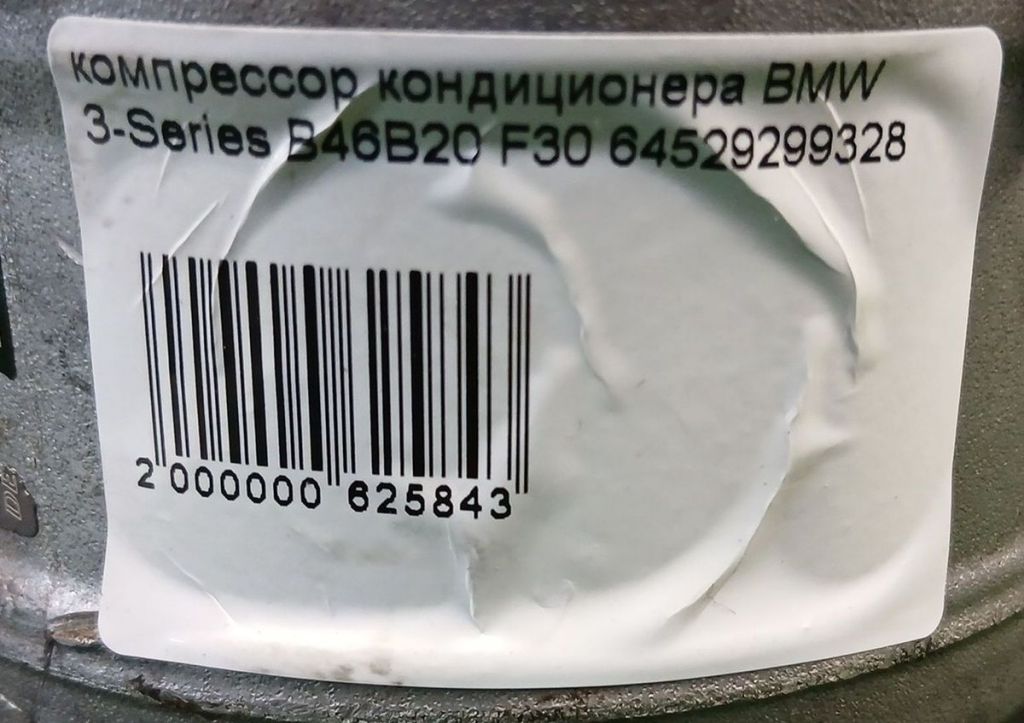 компрессор кондиционера BMW
3-Series B46B20 F30 64529299328
2 000000 625843